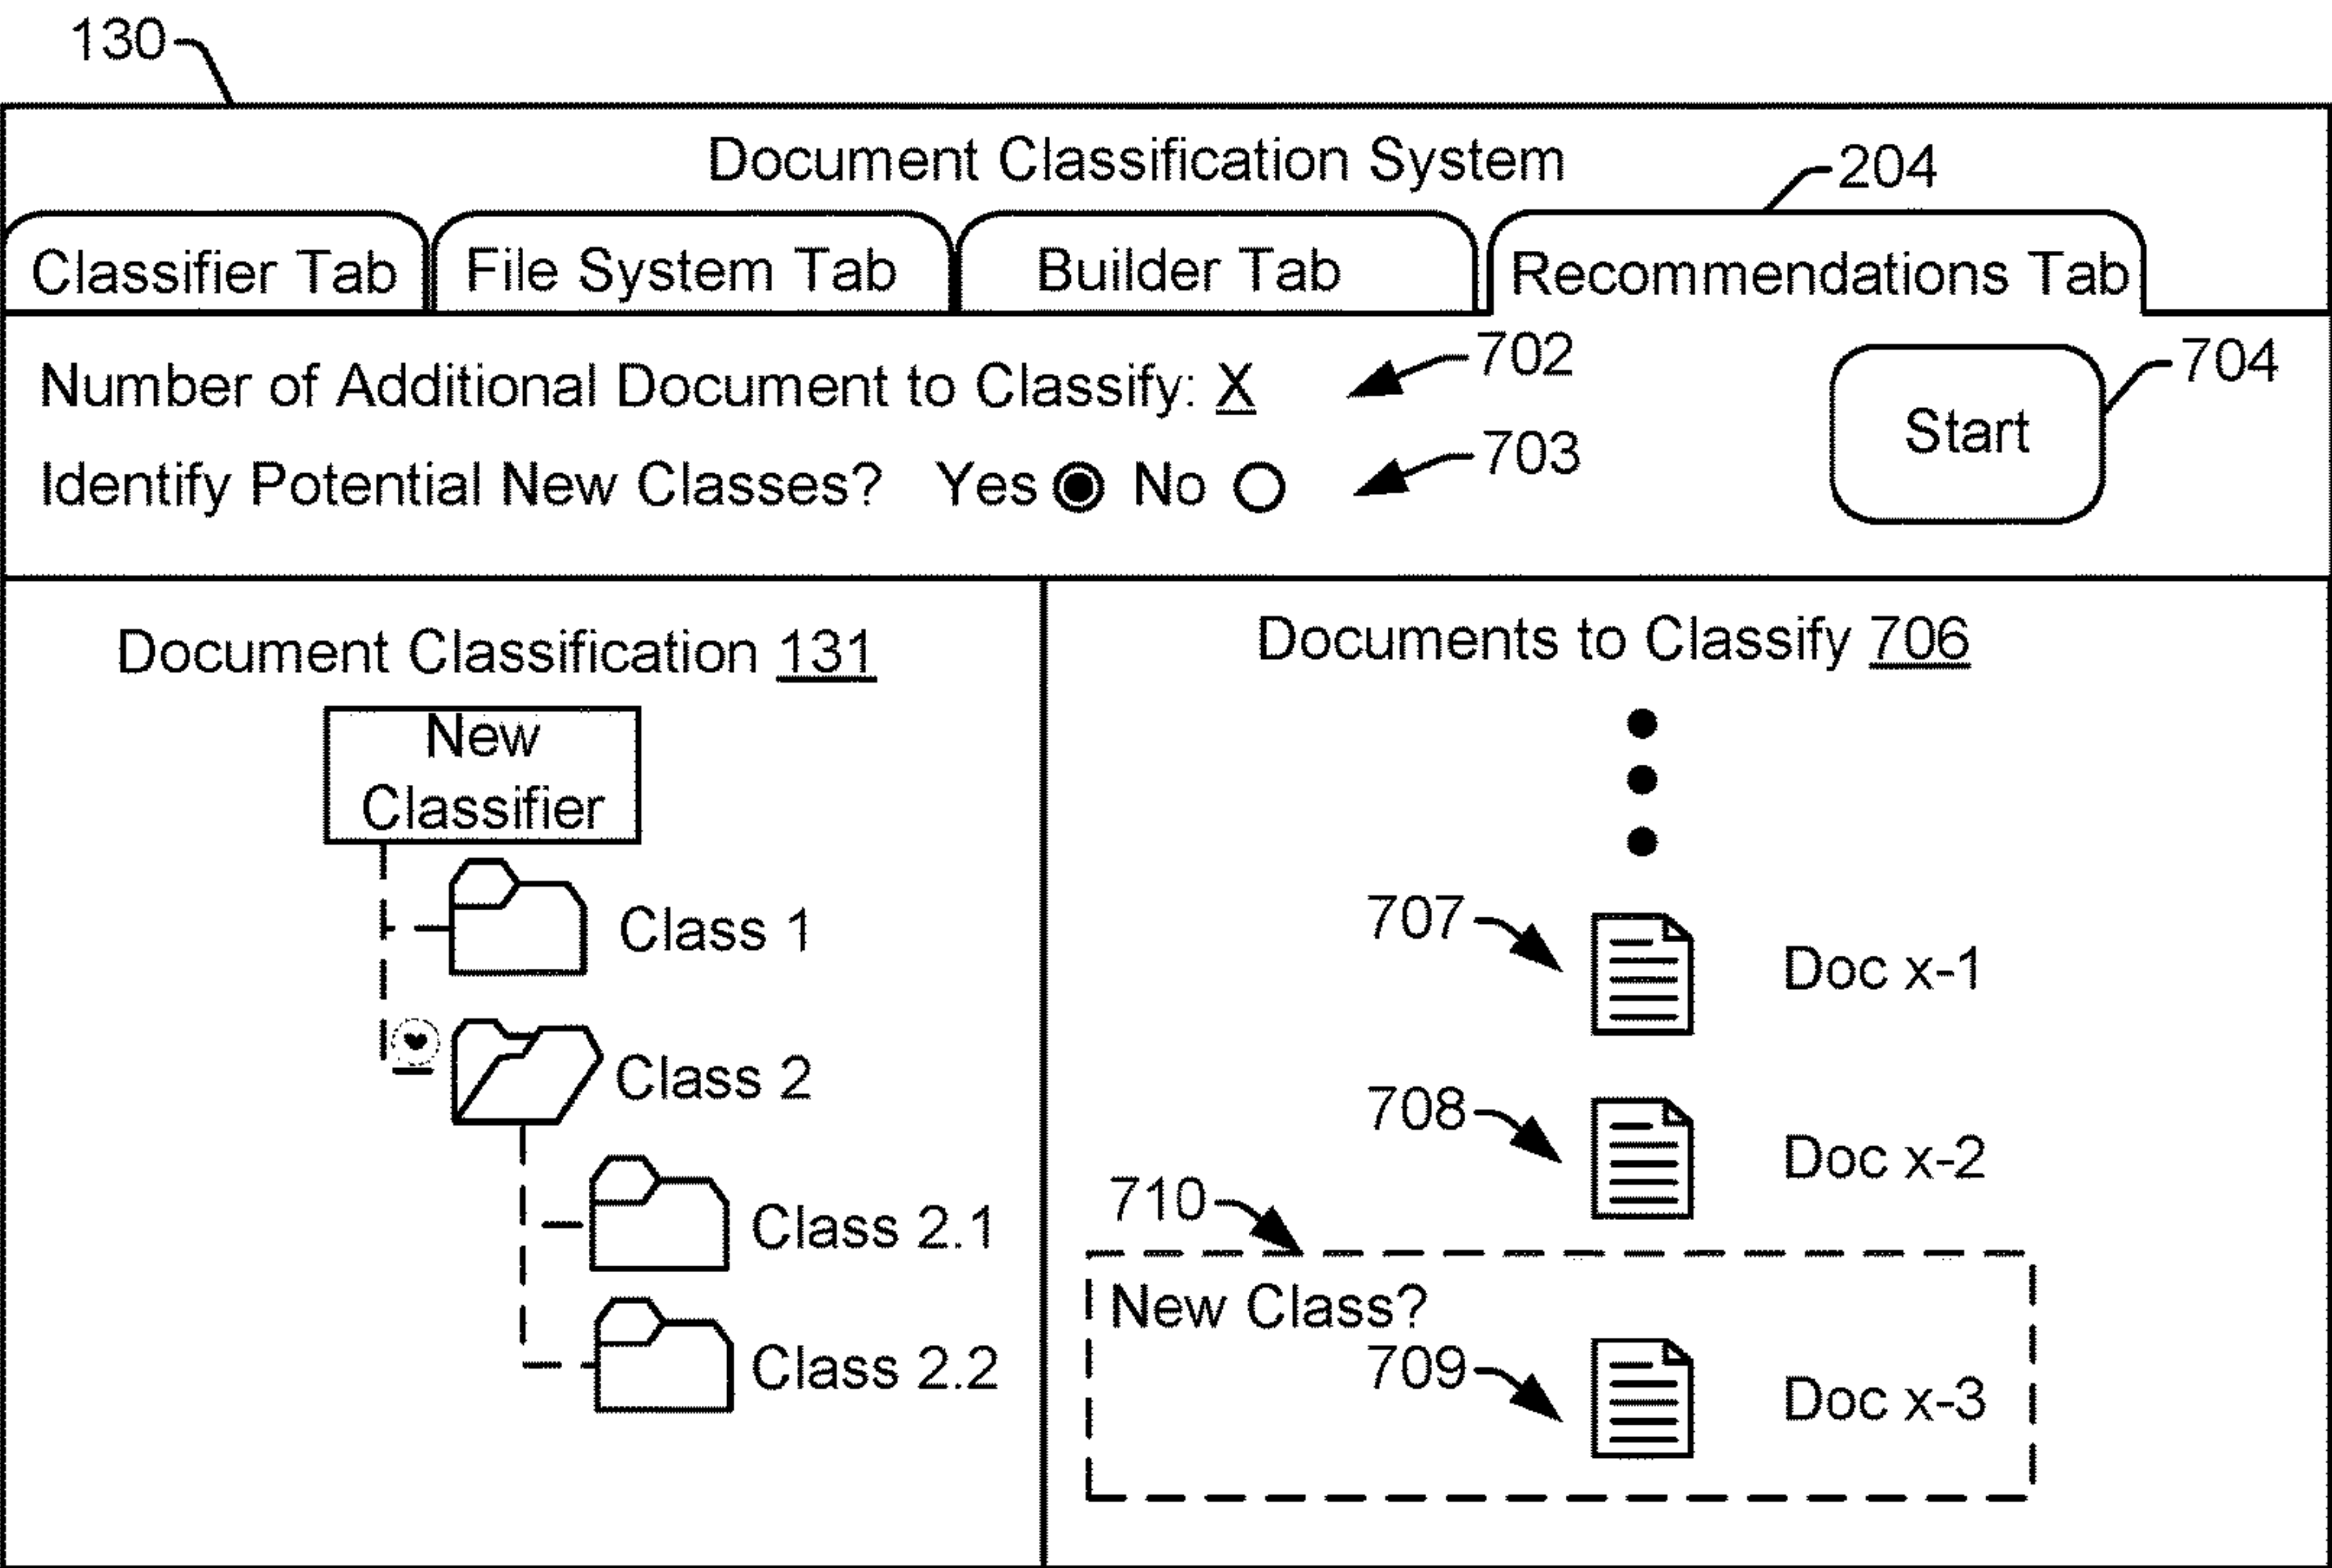 130
Document Classification System
204
Classifier Tab
File System Tab
Builder Tab
Recommendations Tab
Number of Additional Document to Classify: X
702
Identify Potential New Classes? Yes No
703
Start
704
Document Classification 131
New
Classifier
Class 1
Class 2
Class 2.1
Class 2.2
Documents to Classify 706
707
Doc x-1
708
Doc x-2
710
New Class?
709
Doc x-3